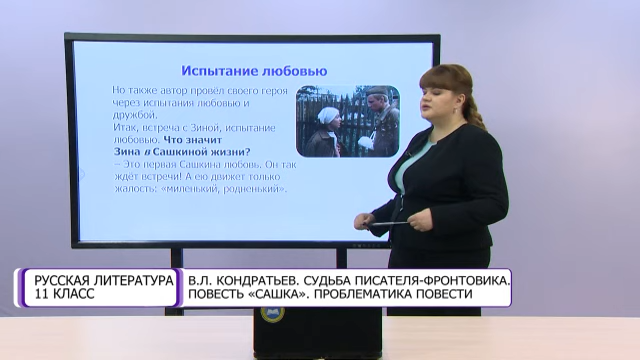 Испытание любовью
Но также автор провёл своего героя
через испытания любовью и
дружбой.
Итак, встреча с Зиной, испытание
любовью. Что значит
Зина в Сашкиной жизни?
– Это первая Сашкина любовь. Он так
ждёт встречи! А ею движет только
жалость: «миленький, родненький».
РУССКАЯ ЛИТЕРАТУРА
11 КЛАСС
В.Л. КОНДРАТЬЕВ. СУДЬБА ПИСАТЕЛЯ-ФРОНТОВИКА.
ПОВЕСТЬ «САШКА». ПРОБЛЕМАТИКА ПОВЕСТИ